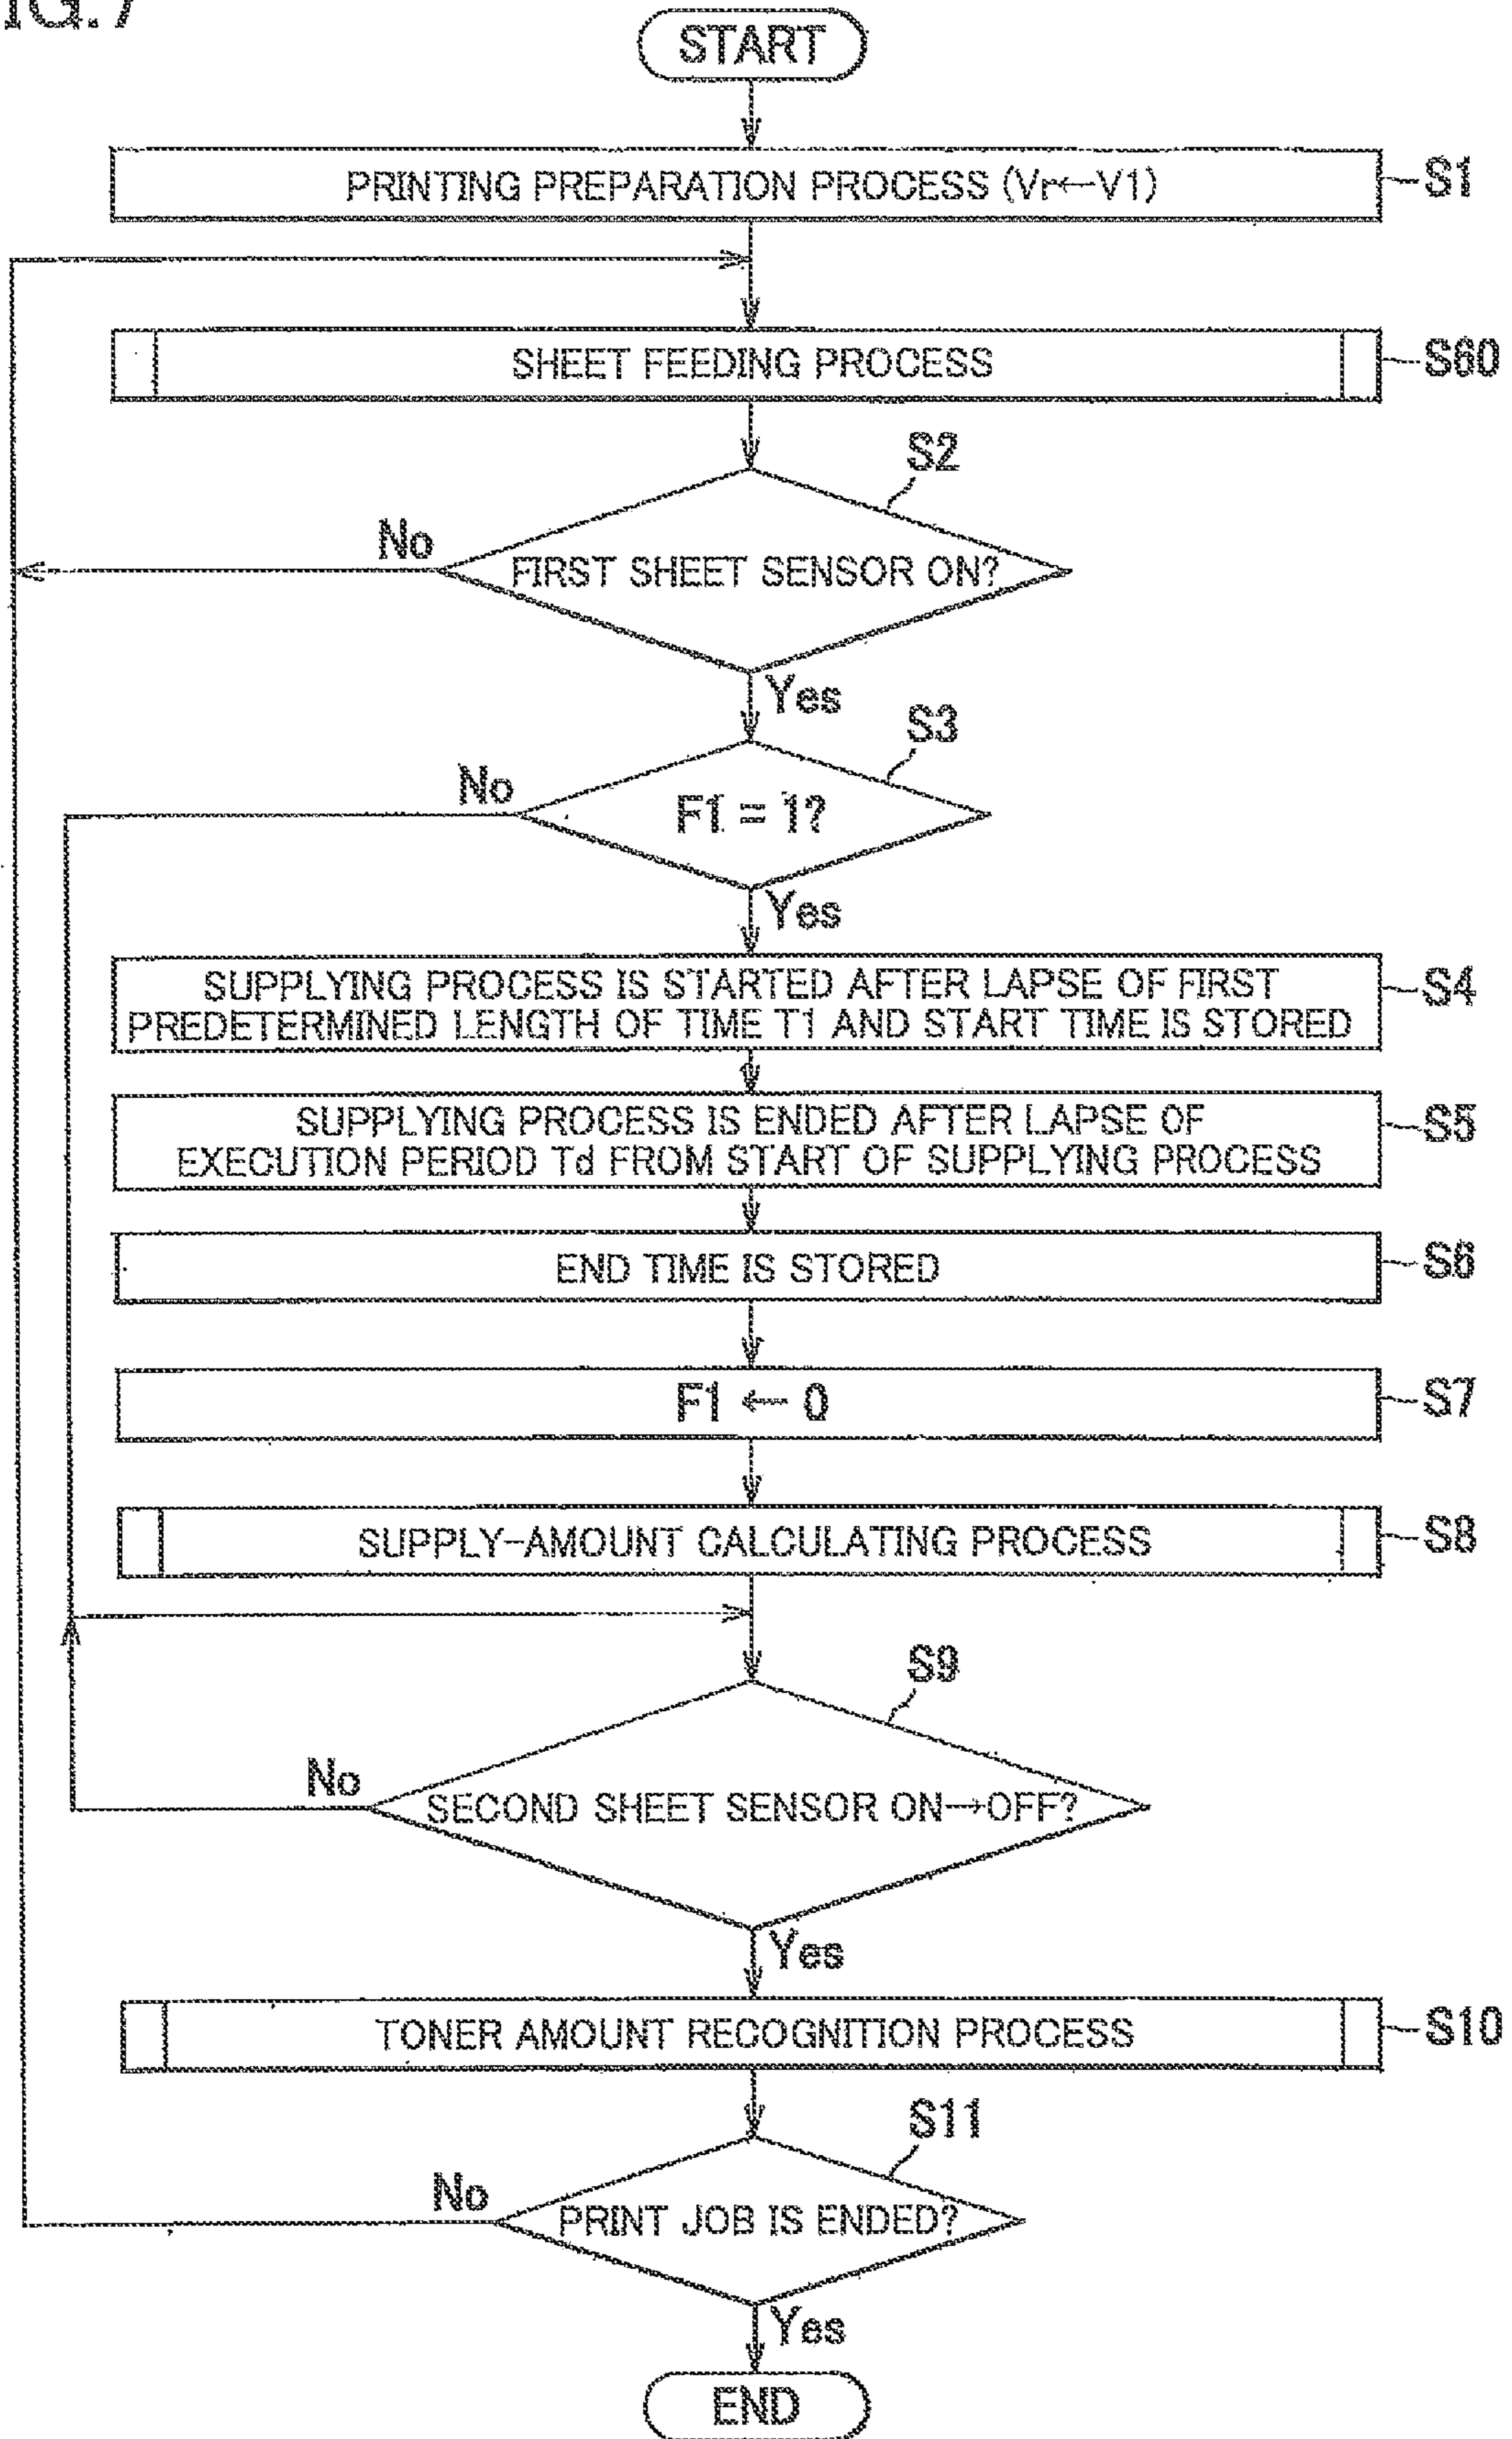 IG.7
START
PRINTING PREPARATION PROCESS (Vr←V1)
S1
SHEET FEEDING PROCESS
S60
S2
No
FIRST SHEET SENSOR ON?
Yes
S3
No
F1 = 1?
Yes
SUPPLYING PROCESS IS STARTED AFTER LAPSE OF FIRST
PREDETERMINED LENGTH OF TIME T1 AND START TIME IS STORED
S4
SUPPLYING PROCESS IS ENDED AFTER LAPSE OF
EXECUTION PERIOD Td FROM START OF SUPPLYING PROCESS
S5
END TIME IS STORED
S6
F1 ← 0
S7
SUPPLY-AMOUNT CALCULATING PROCESS
S8
S9
No
SECOND SHEET SENSOR ON→OFF?
Yes
TONER AMOUNT RECOGNITION PROCESS
S10
S11
No
PRINT JOB IS ENDED?
Yes
END